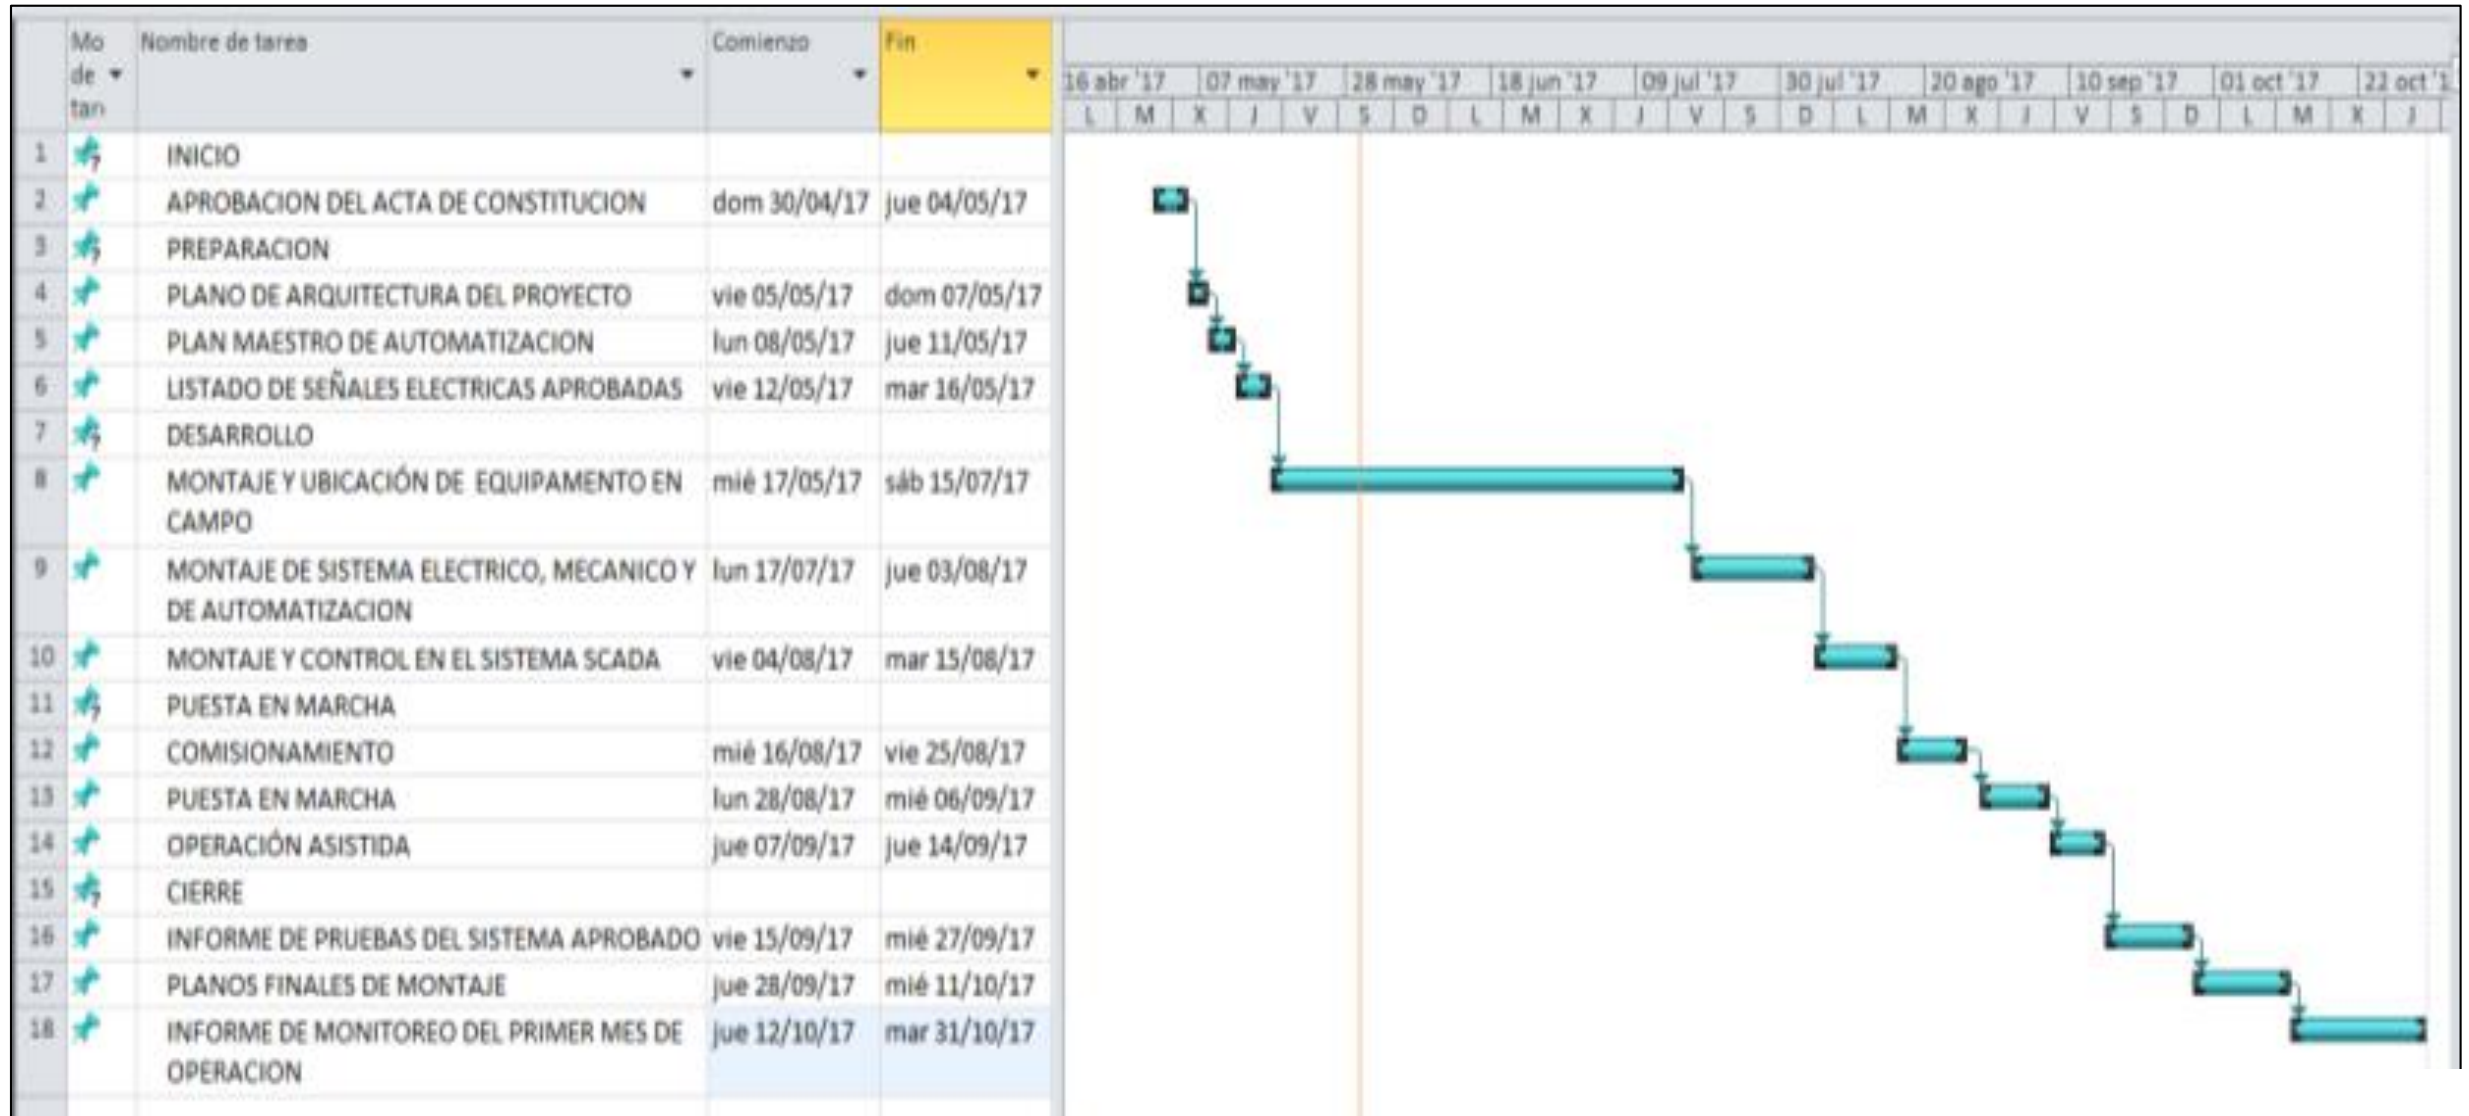 Mo Nombre de tarea Comienzo Fin
de
tan
16 abr '17 07 may '17 28 may '17 18 jun '17 09 jul '17 30 jul '17 20 ago '17 10 sep '17 01 oct '17 22 oct '1
L M X J V S D L M X J V S D L M X J V S D L M X J
1 INICIO
2 APROBACION DEL ACTA DE CONSTITUCION dom 30/04/17 jue 04/05/17
3 PREPARACION
4 PLANO DE ARQUITECTURA DEL PROYECTO vie 05/05/17 dom 07/05/17
5 PLAN MAESTRO DE AUTOMATIZACION lun 08/05/17 jue 11/05/17
6 LISTADO DE SEÑALES ELECTRICAS APROBADAS vie 12/05/17 mar 16/05/17
7 DESARROLLO
8 MONTAJE Y UBICACIÓN DE EQUIPAMENTO EN mié 17/05/17 sáb 15/07/17
CAMPO
9 MONTAJE DE SISTEMA ELECTRICO, MECANICO Y lun 17/07/17 jue 03/08/17
DE AUTOMATIZACION
10 MONTAJE Y CONTROL EN EL SISTEMA SCADA vie 04/08/17 mar 15/08/17
11 PUESTA EN MARCHA
12 COMISIONAMIENTO mié 16/08/17 vie 25/08/17
13 PUESTA EN MARCHA lun 28/08/17 mié 06/09/17
14 OPERACIÓN ASISTIDA jue 07/09/17 jue 14/09/17
15 CIERRE
16 INFORME DE PRUEBAS DEL SISTEMA APROBADO vie 15/09/17 mié 27/09/17
17 PLANOS FINALES DE MONTAJE jue 28/09/17 mié 11/10/17
18 INFORME DE MONITOREO DEL PRIMER MES DE jue 12/10/17 mar 31/10/17
OPERACION